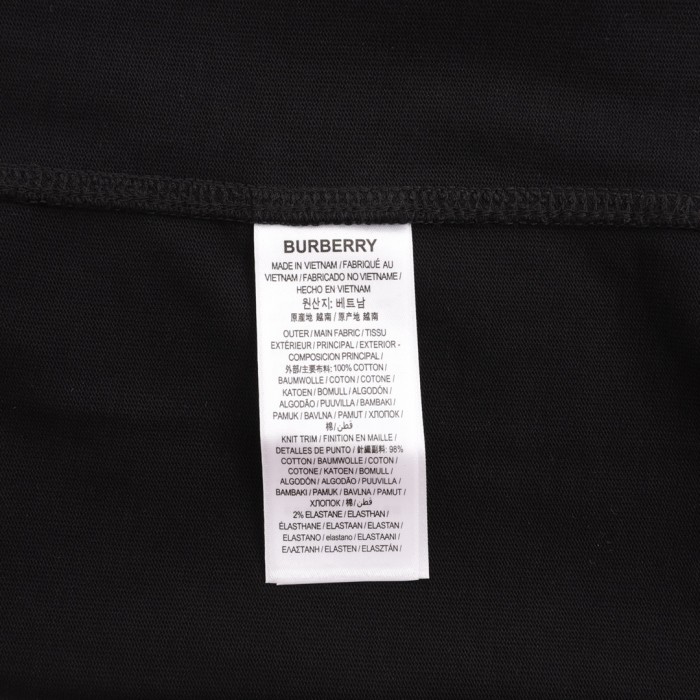 BURBERRY
MADE IN VIETNAM / FABRIQUÉ AU
VIETNAM / FABRICADO NO VIETNAME /
HECHO EN VIETNAM
원산지: 베트남
原產地 越南 / 原产地 越南
OUTER / MAIN FABRIC / TISSU
EXTÉRIEUR / PRINCIPAL / EXTERIOR -
COMPOSICION PRINCIPAL /
外部/主要布料: 100% COTTON /
BAUMWOLLE / COTON / COTONE /
KATOEN / BOMULL / ALGODÓN /
ALGODÃO / PUUVILLA / BAMBAKI /
PAMUK / BAVLNA / PAMUT / ХЛОПОК /
棉/ قطن /
KNIT TRIM / FINITION EN MAILLE /
DETALLES DE PUNTO / 針織副料: 98%
COTTON / BAUMWOLLE / COTON /
COTONE / KATOEN / BOMULL /
ALGODÓN / ALGODÃO / PUUVILLA /
BAMBAKI / PAMUK / BAVLNA / PAMUT /
ХЛОПОК / 棉/ قطن
2% ELASTANE / ELASTHAN /
ÉLASTHANE / ELASTAAN / ELASTAN /
ELASTANO / elastano / ELASTAANI /
ΕΛΑΣΤΑΝΗ / ELASTEN / ELASZTÁN /